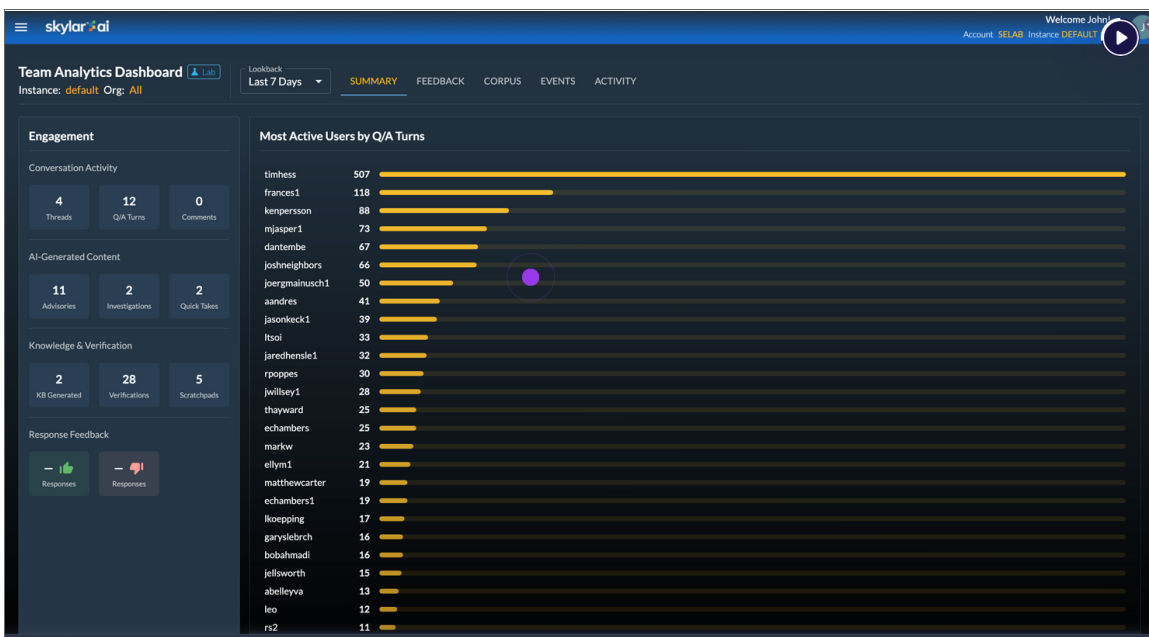 skylar ai
Welcome John!
Account SELAB Instance DEFAULT
Team Analytics Dashboard Lab
Instance: default Org: All
Lookback
Last 7 Days
SUMMARY FEEDBACK CORPUS EVENTS ACTIVITY
Engagement
Conversation Activity
4 12 0
Threads Q/A Turns Comments
AI-Generated Content
11 2 2
Advisories Investigations Quick Takes
Knowledge & Verification
2 28 5
KB Generated Verifications Scratchpads
Response Feedback
– –
Responses Responses
Most Active Users by Q/A Turns
timhess 507
frances1 118
kenpersson 88
mjasper1 73
dantembe 67
joshneighbors 66
joergmainusch1 50
aandres 41
jasonkeck1 39
ltsoi 33
jaredhensle1 32
rpoppes 30
jwillsey1 28
thayward 25
echambers 25
markw 23
ellym1 21
matthewcarter 19
echambers1 19
lkoepping 17
garyslebrch 16
bobahmadi 16
jellsworth 15
abelleyva 13
leo 12
rs2 11